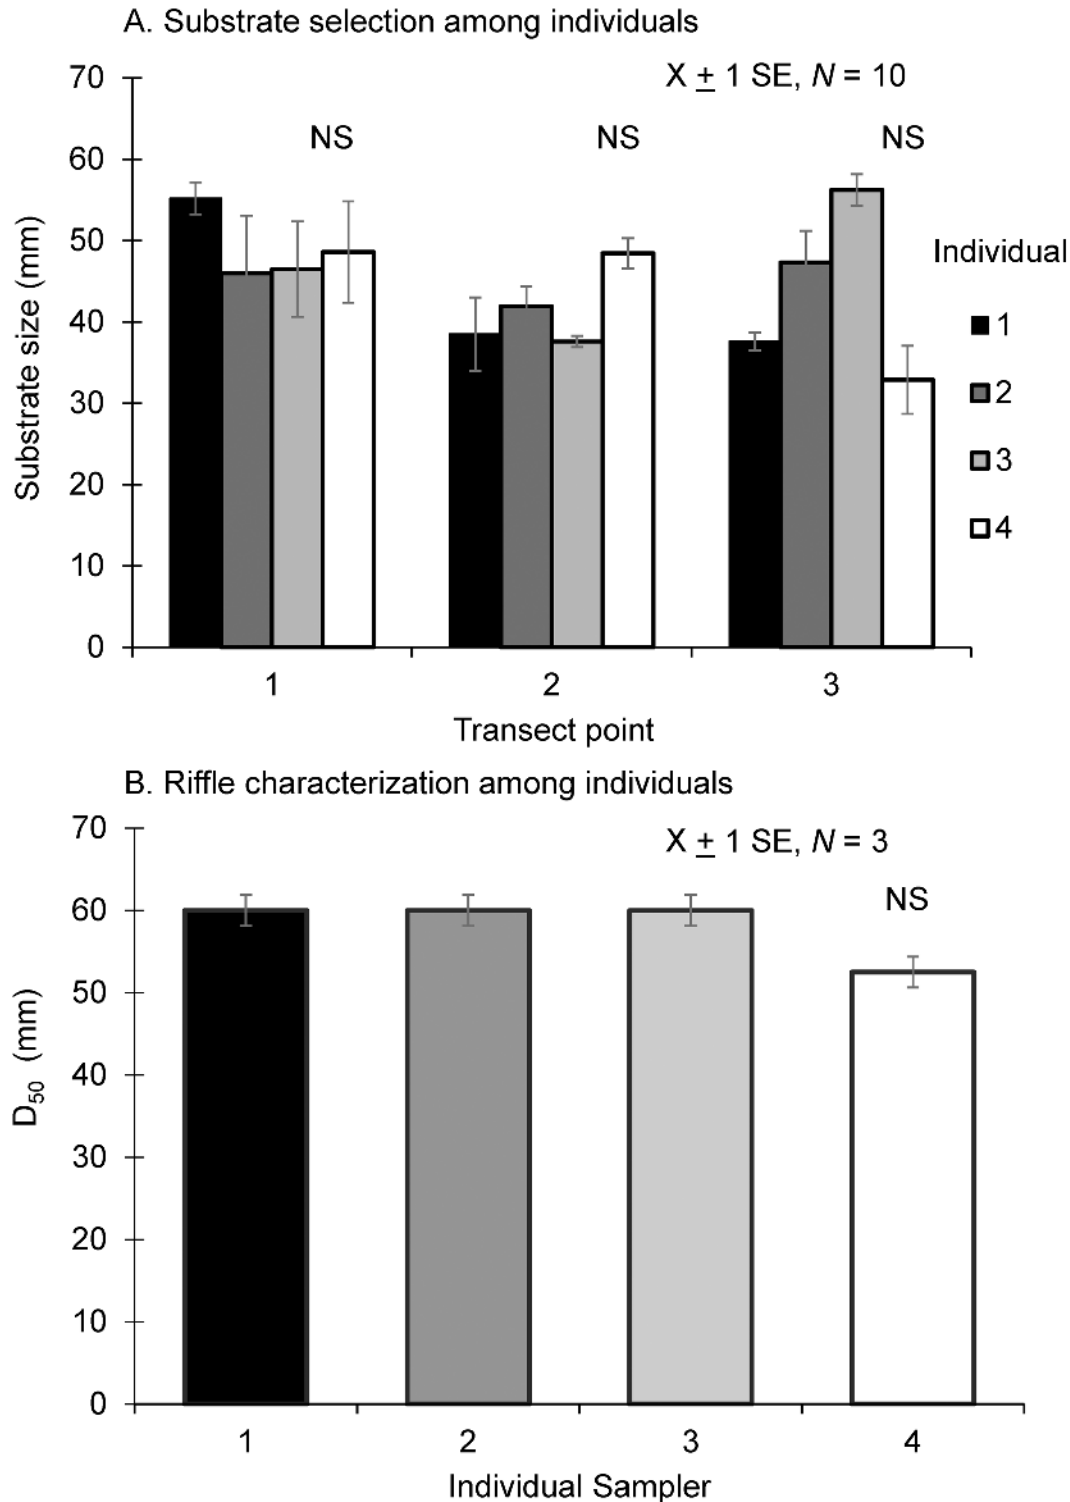 A. Substrate selection among individuals
X ± 1 SE, N = 10
70
60
50
40
30
20
10
0
Substrate size (mm)
NS NS NS
Individual
1
2
3
4
1 2 3
Transect point
B. Riffle characterization among individuals
X ± 1 SE, N = 3
NS
70
60
50
40
30
20
10
0
D50 (mm)
1 2 3 4
Individual Sampler